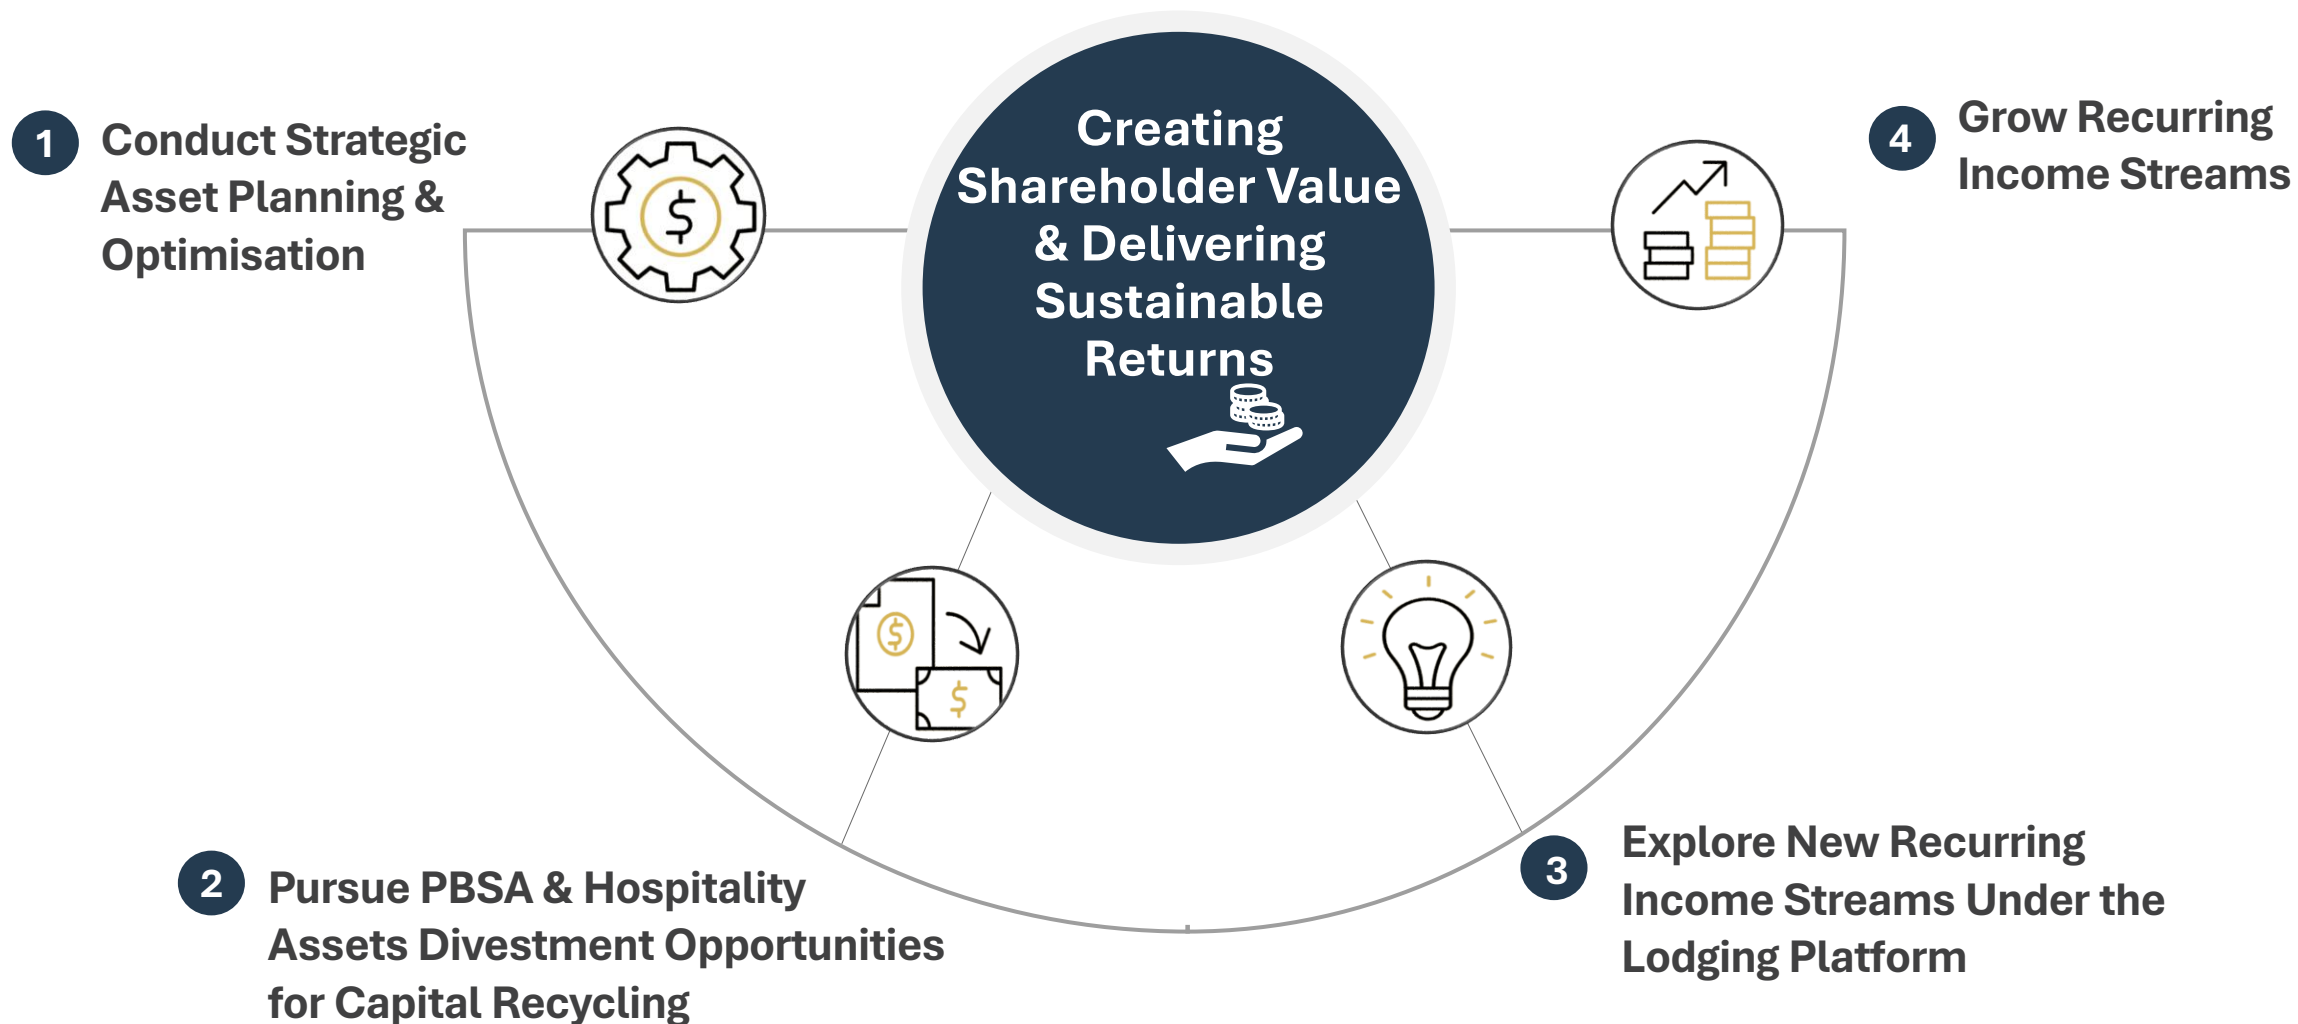 Creating
Shareholder Value
& Delivering
Sustainable
Returns
1
Conduct Strategic
Asset Planning &
Optimisation
$
2
Pursue PBSA & Hospitality
Assets Divestment Opportunities
for Capital Recycling
$
$
3
Explore New Recurring
Income Streams Under the
Lodging Platform
4
Grow Recurring
Income Streams